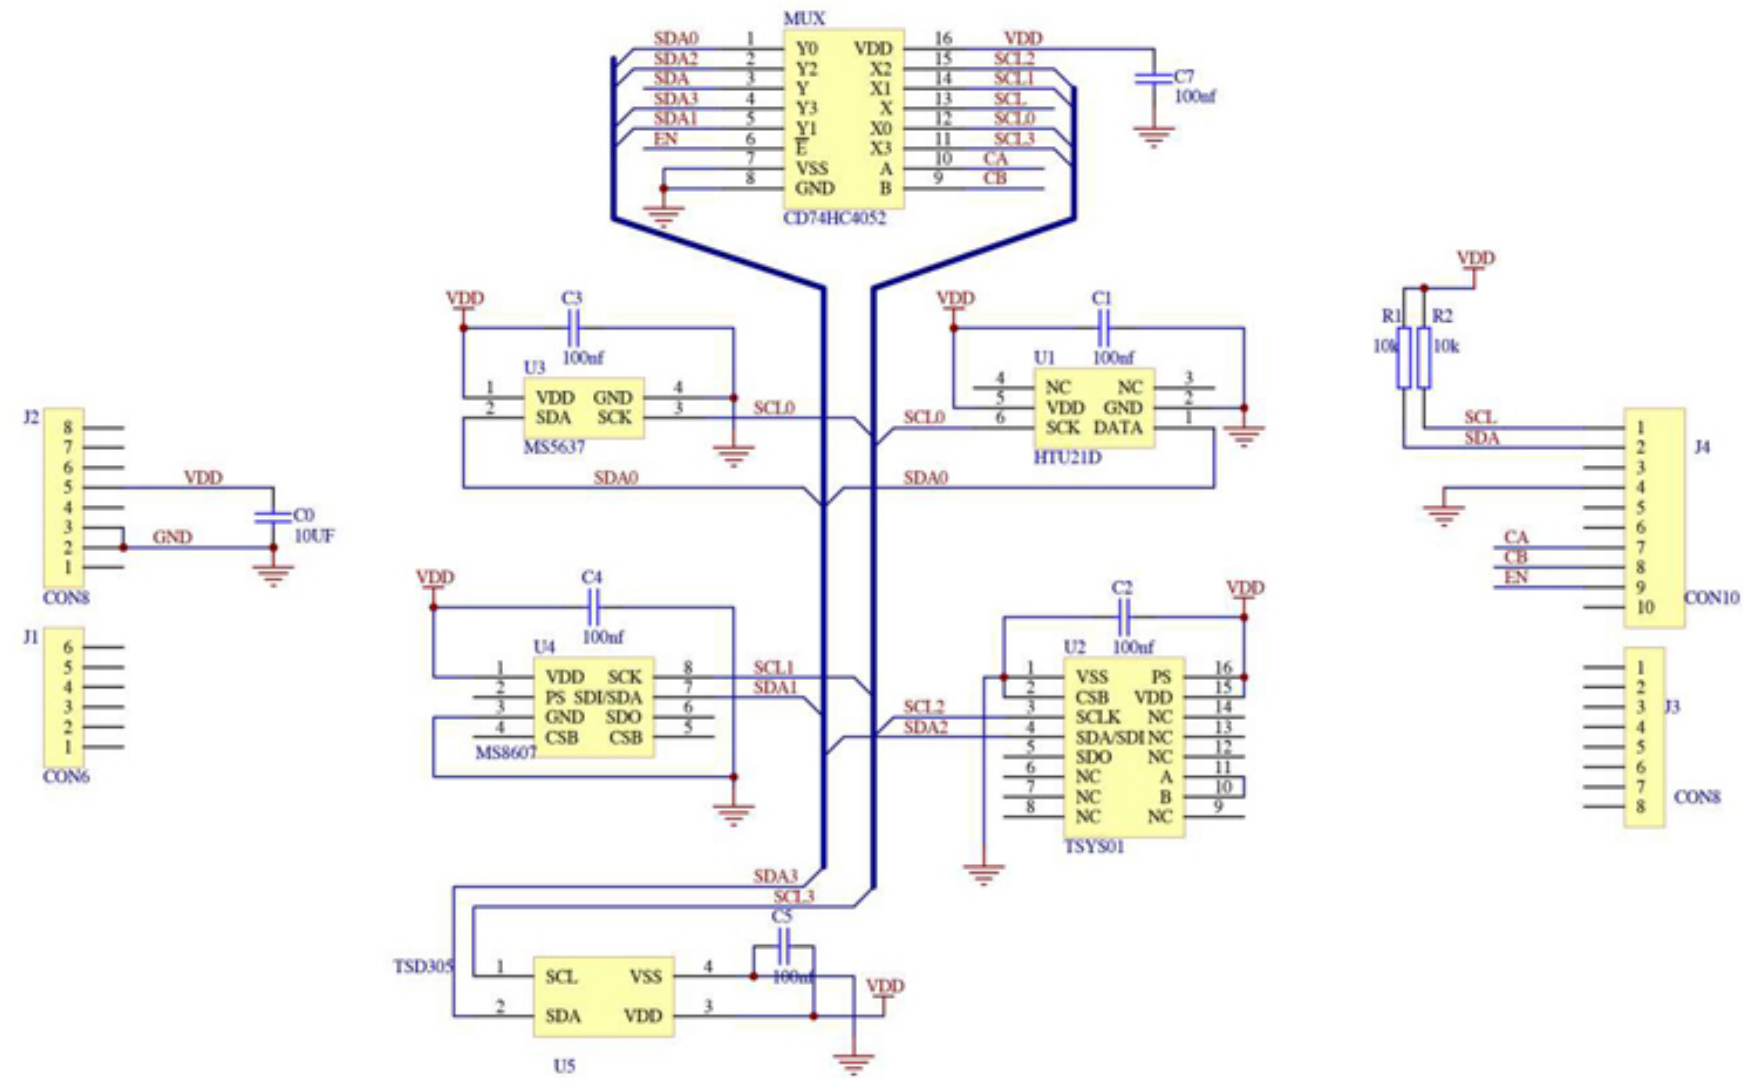 MUX
SDA0 1 Y0 VDD 16 VDD
SDA2 2 Y2 X2 15 SCL2
SDA 3 Y X1 14 SCL1
SDA3 4 Y3 X 13 SCL
SDA1 5 Y1 X0 12 SCL0
EN 6 E X3 11 SCL3
7 VSS A 10 CA
8 GND B 9 CB
CD74HC4052
C7
100nf
VDD
C3
100nf
U3
1 VDD GND 4
2 SDA SCK 3
MS5637
SCL0
SDA0
VDD
C1
100nf
U1
4 NC NC 3
5 VDD GND 2
6 SCK DATA 1
HTU21D
SCL0
SDA0
VDD
R1 R2
10k 10k
SCL
SDA
CA
CB
EN
1
2
3
4
5
6
7
8
9
10
J4
CON10
J2
8
7
6
5
4
3
2
1
CON8
VDD
GND
C0
10UF
J1
6
5
4
3
2
1
CON6
VDD
C4
100nf
U4
1 VDD SCK 8
2 PS SDI/SDA 7
3 GND SDO 6
4 CSB CSB 5
MS8607
SCL1
SDA1
C2
100nf
VDD
U2
1 VSS PS 16
2 CSB VDD 15
3 SCLK NC 14
4 SDA/SDI NC 13
5 SDO NC 12
6 NC A 11
7 NC B 10
8 NC NC 9
TSYS01
SCL2
SDA2
1
2
3
4
5
6
7
8
J3
CON8
SDA3
SCL3
C5
100nf
TSD305
1 SCL VSS 4
2 SDA VDD 3
VDD
U5